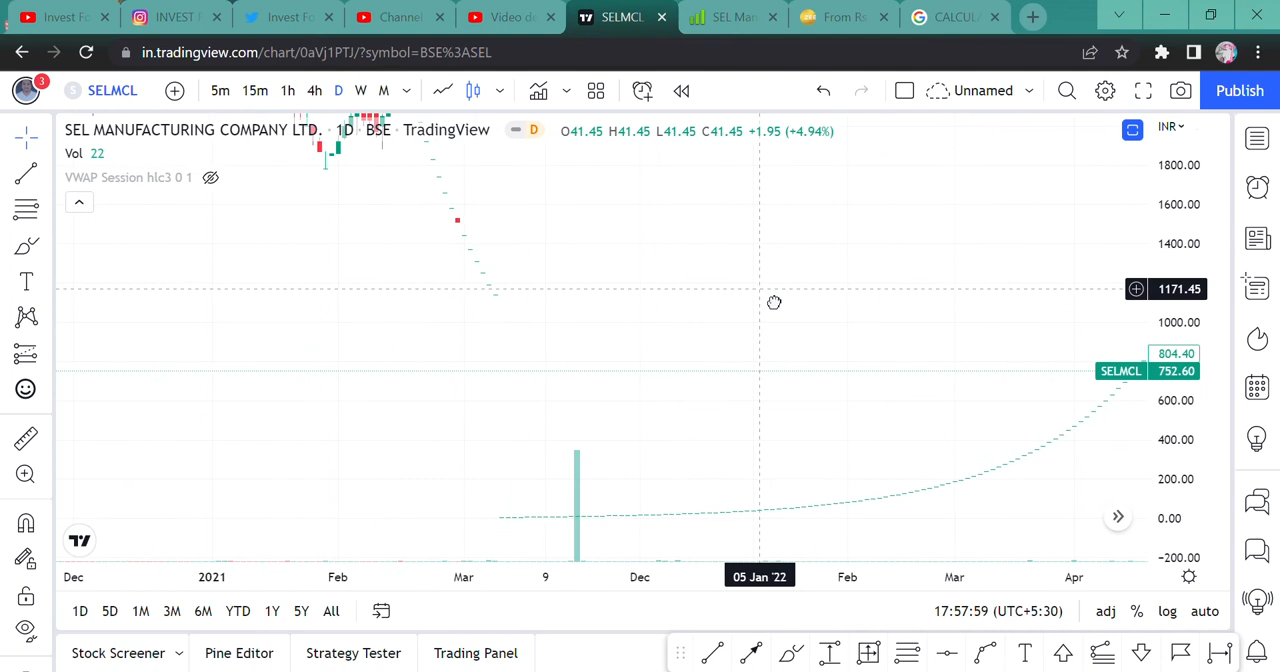 Invest Fo
INVEST F
Invest Fo
Channel
Video de
SELMCL
SEL Man
From Rs
CALCUL
in.tradingview.com/chart/0aVj1PTJ/?symbol=BSE%3ASEL
3
S SELMCL 5m 15m 1h 4h D W M Unnamed Publish
SEL MANUFACTURING COMPANY LTD. · 1D · BSE · TradingView D O41.45 H41.45 L41.45 C41.45 +1.95 (+4.94%)
INR
Vol 22
VWAP Session hlc3 0 1
1800.00
1600.00
1400.00
1171.45
1000.00
804.40
SELMCL 752.60
600.00
400.00
200.00
0.00
-200.00
Dec 2021 Feb Mar 9 Dec 05 Jan '22 Feb Mar Apr
1D 5D 1M 3M 6M YTD 1Y 5Y All 17:57:59 (UTC+5:30) adj % log auto
Stock Screener Pine Editor Strategy Tester Trading Panel